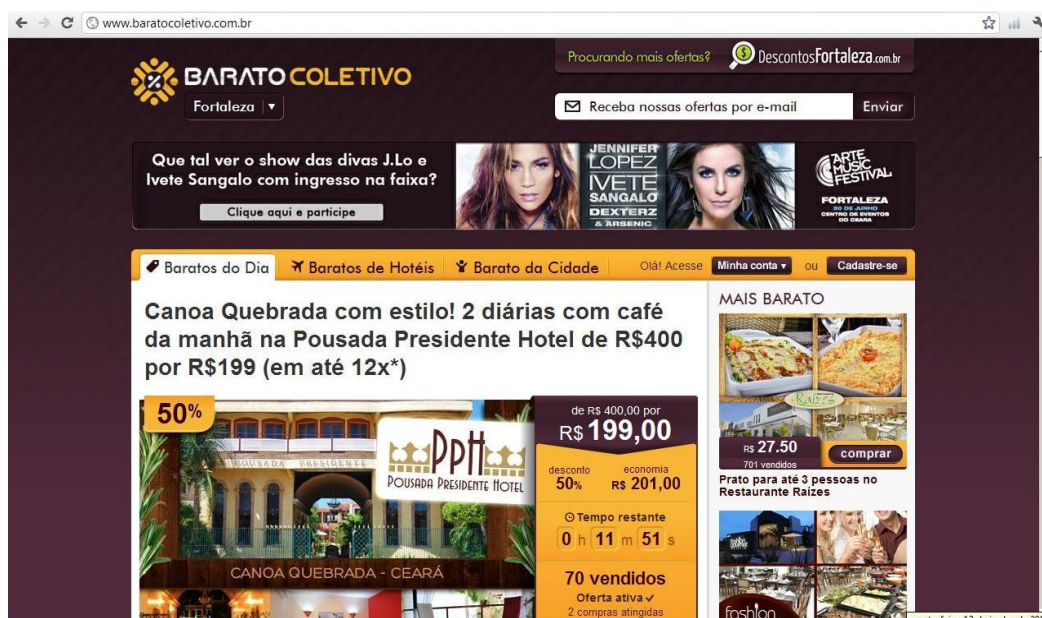 www.baratocoletivo.com.br
Procurando mais ofertas?
DescontosFortaleza.com.br
BARATO COLETIVO
Fortaleza
Receba nossas ofertas por e-mail
Enviar
Que tal ver o show das divas J.Lo e
Ivete Sangalo com ingresso na faixa?
Clique aqui e participe
JENNIFER
LOPEZ
IVETE
SANGALO
DEXTERZ
& ARSENIC
ARTE
MUSIC
FESTIVAL
FORTALEZA
30 DE JUNHO
CENTRO DE EVENTOS
DO CEARÁ
Baratos do Dia
Baratos de Hotéis
Barato da Cidade
Olá! Acesse
Minha conta
ou
Cadastre-se
Canoa Quebrada com estilo! 2 diárias com café
da manhã na Pousada Presidente Hotel de R$400
por R$199 (em até 12x*)
50%
POUSADA PRESIDENTE
PPH
POUSADA PRESIDENTE HOTEL
CANOA QUEBRADA - CEARÁ
de R$ 400,00 por
R$ 199,00
desconto economia
50% R$ 201,00
Tempo restante
0 h 11 m 51 s
70 vendidos
Oferta ativa
2 compras atingidas
MAIS BARATO
Raízes
R$ 27.50
701 vendidos
comprar
Prato para até 3 pessoas no
Restaurante Raízes
fashion